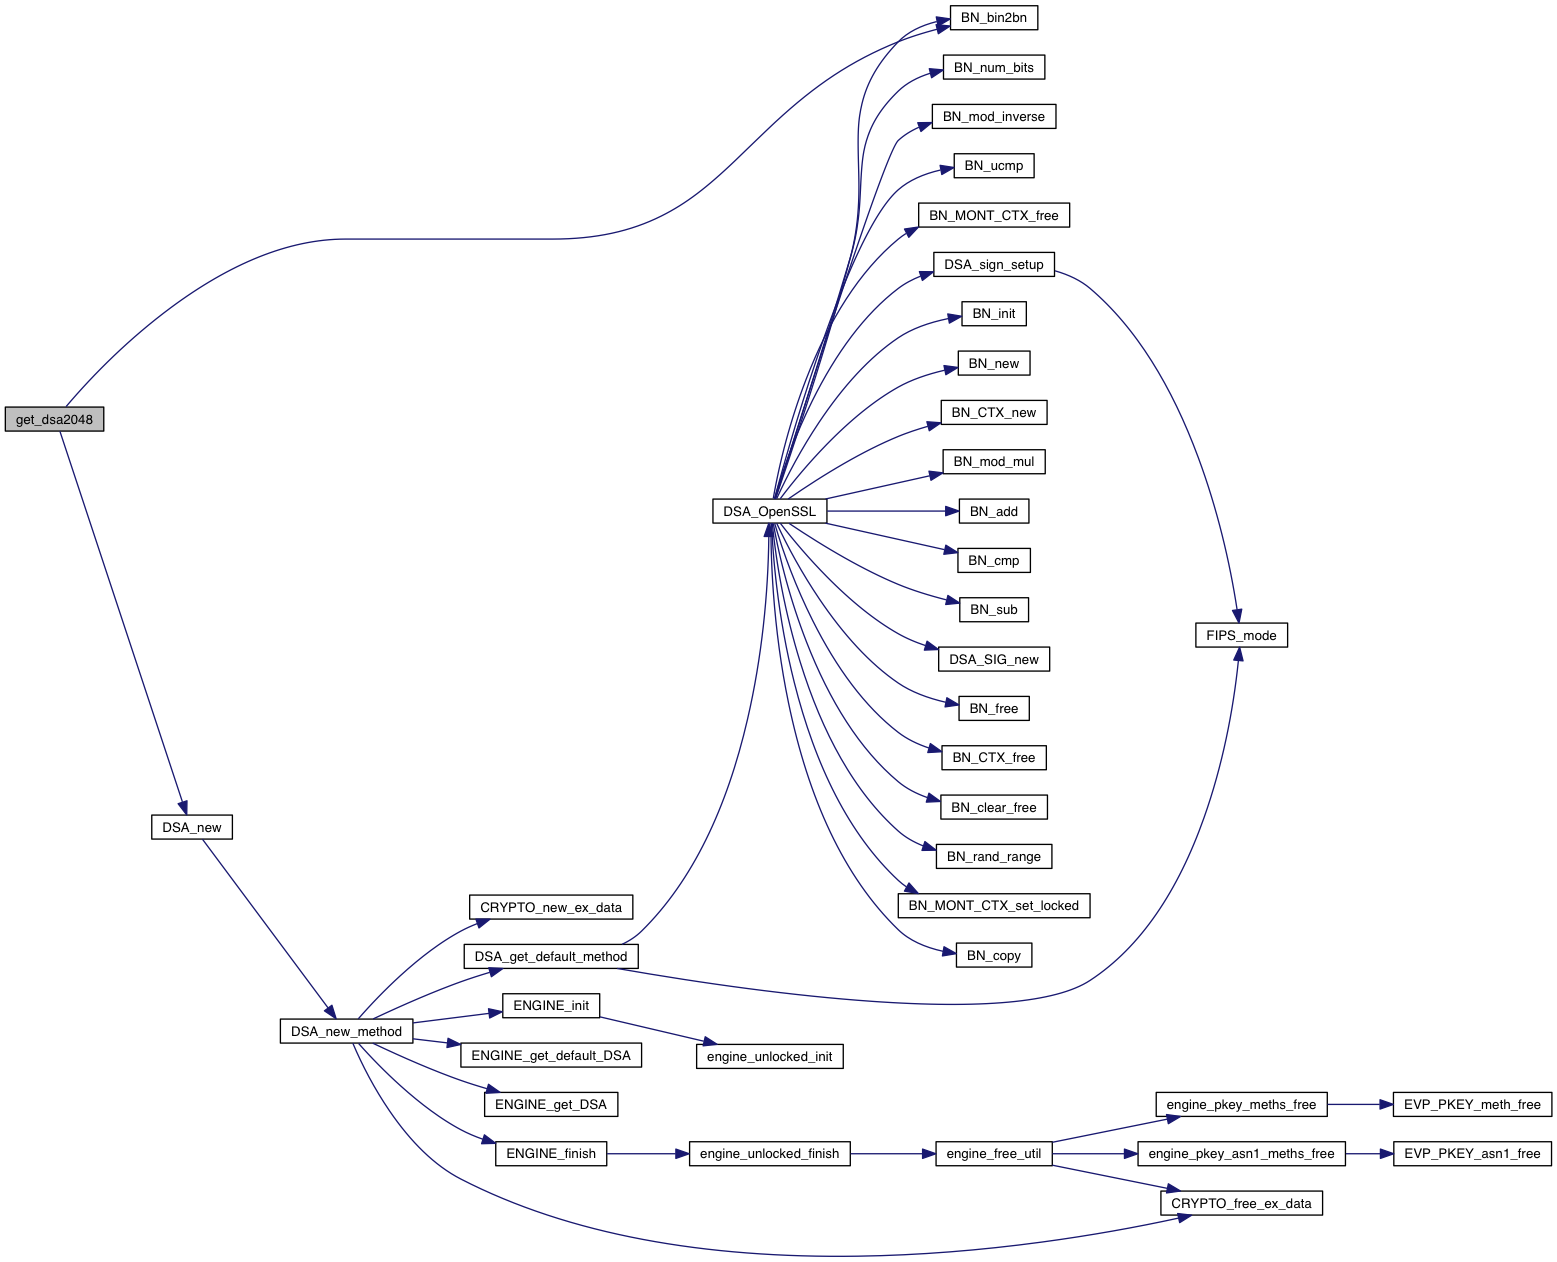 BN_bin2bn
BN_num_bits
BN_mod_inverse
BN_ucmp
BN_MONT_CTX_free
DSA_sign_setup
BN_init
BN_new
BN_CTX_new
get_dsa2048
BN_mod_mul
DSA_OpenSSL
BN_add
BN_cmp
BN_sub
FIPS_mode
DSA_SIG_new
BN_free
BN_CTX_free
BN_clear_free
DSA_new
BN_rand_range
CRYPTO_new_ex_data
BN_MONT_CTX_set_locked
DSA_get_default_method
BN_copy
ENGINE_init
DSA_new_method
ENGINE_get_default_DSA
engine_unlocked_init
ENGINE_get_DSA
engine_pkey_meths_free
EVP_PKEY_meth_free
ENGINE_finish
engine_unlocked_finish
engine_free_util
engine_pkey_asn1_meths_free
EVP_PKEY_asn1_free
CRYPTO_free_ex_data